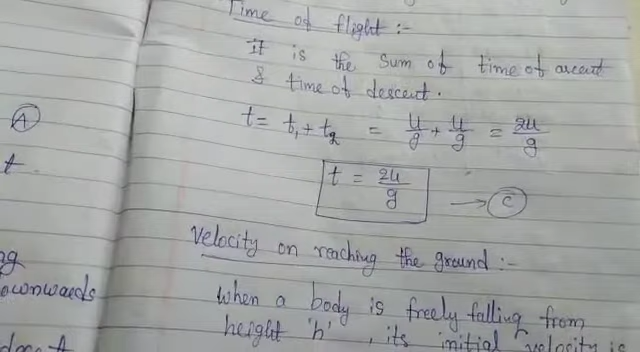 Time of flight :-
It is the sum of time of ascent
& time of descent.
t = t₁ + t₂ = u/g + u/g = 2u/g
t = 2u/g → C
Velocity on reaching the ground :-
When a body is freely falling from
height 'h', its initial velocity is
A
t.
ownwards